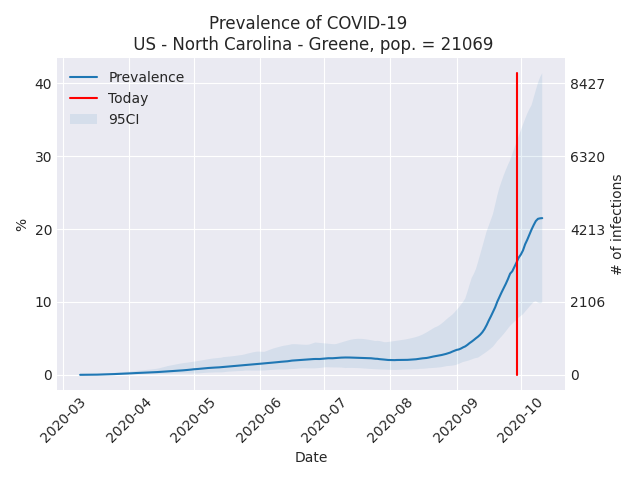 Prevalence of COVID-19
US - North Carolina - Greene, pop. = 21069
Prevalence
Today
95CI
40
30
20
10
0
%
8427
6320
4213
2106
0
# of infections
2020-03
2020-04
2020-05
2020-06
2020-07
2020-08
2020-09
2020-10
Date